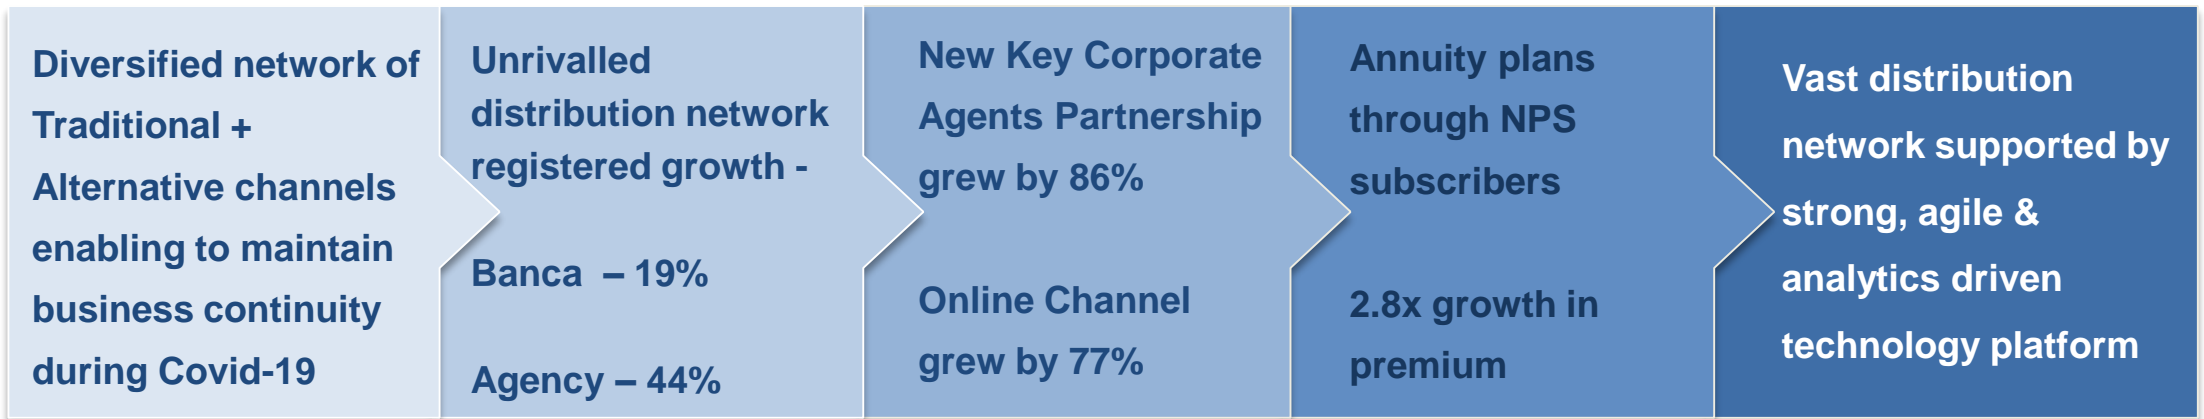 Diversified network of
Traditional +
Alternative channels
enabling to maintain
business continuity
during Covid-19
Unrivalled
distribution network
registered growth -
Banca – 19%
Agency – 44%
New Key Corporate
Agents Partnership
grew by 86%
Online Channel
grew by 77%
Annuity plans
through NPS
subscribers
2.8x growth in
premium
Vast distribution
network supported by
strong, agile &
analytics driven
technology platform